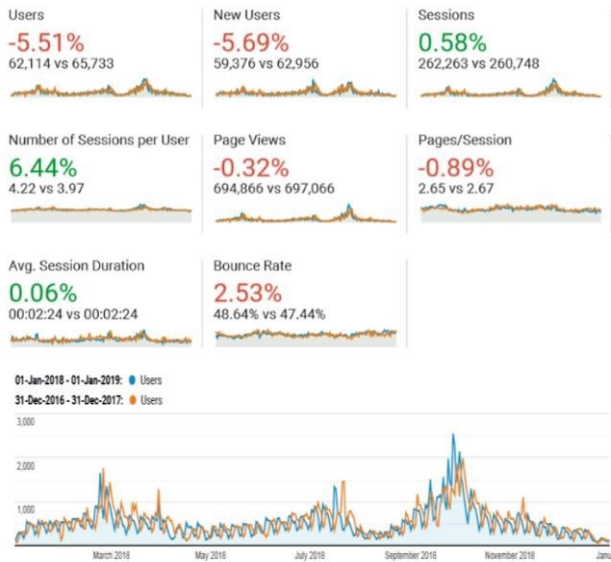 Users
-5.51%
62,114 vs 65,733
New Users
-5.69%
59,376 vs 62,956
Sessions
0.58%
262,263 vs 260,748
Number of Sessions per User
6.44%
4.22 vs 3.97
Page Views
-0.32%
694,866 vs 697,066
Pages/Session
-0.89%
2.65 vs 2.67
Avg. Session Duration
0.06%
00:02:24 vs 00:02:24
Bounce Rate
2.53%
48.64% vs 47.44%
01-Jan-2018 - 01-Jan-2019: Users
31-Dec-2016 - 31-Dec-2017: Users
3,000
2,000
1,000
March 2018 May 2018 July 2018 September 2018 November 2018 Janu